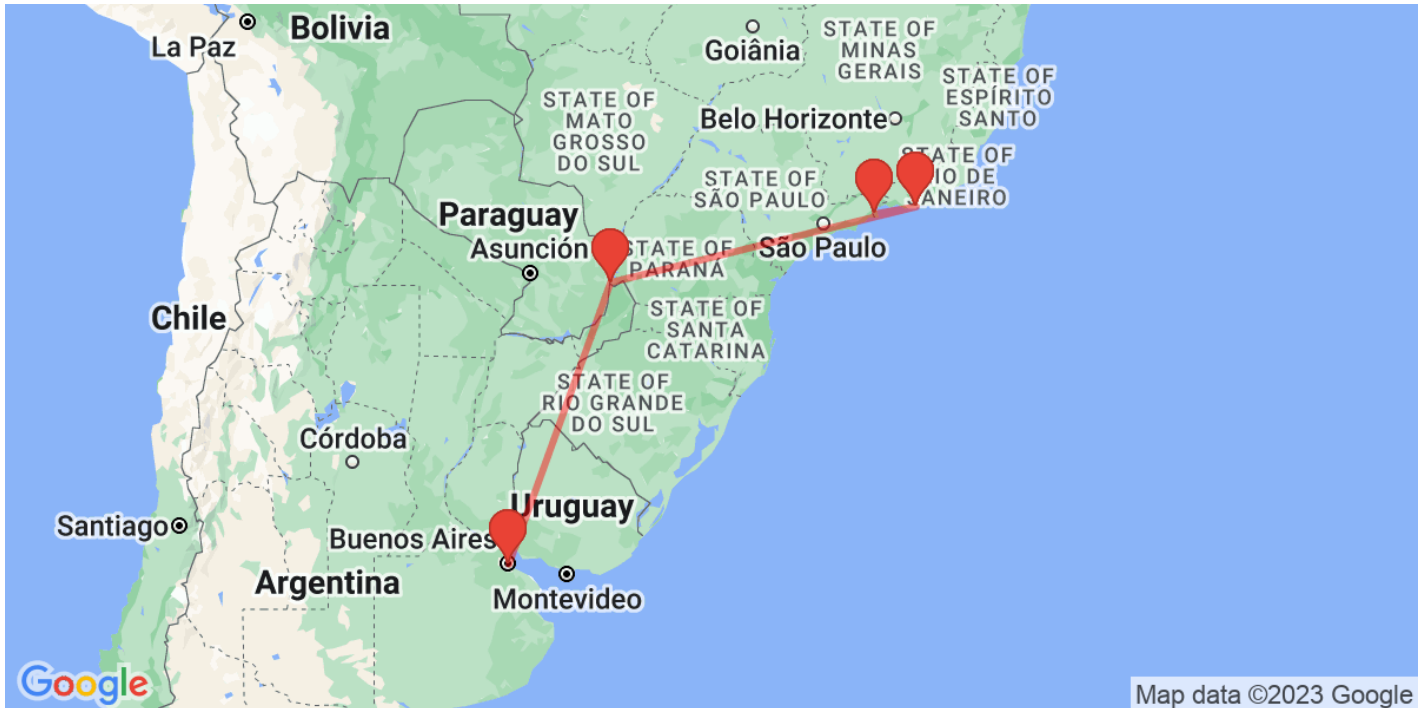 Bolivia
La Paz
Goiânia
STATE OF
MINAS
GERAIS
STATE OF
ESPÍRITO
SANTO
STATE OF
MATO
GROSSO
DO SUL
Belo Horizonte
STATE OF
SÃO PAULO
STATE OF
IO DE
JANEIRO
Paraguay
Asunción
STATE OF
PARANÁ
São Paulo
Chile
STATE OF
SANTA
CATARINA
STATE OF
RIO GRANDE
DO SUL
Córdoba
Uruguay
Santiago
Buenos Aires
Argentina
Montevideo
Google
Map data ©2023 Google